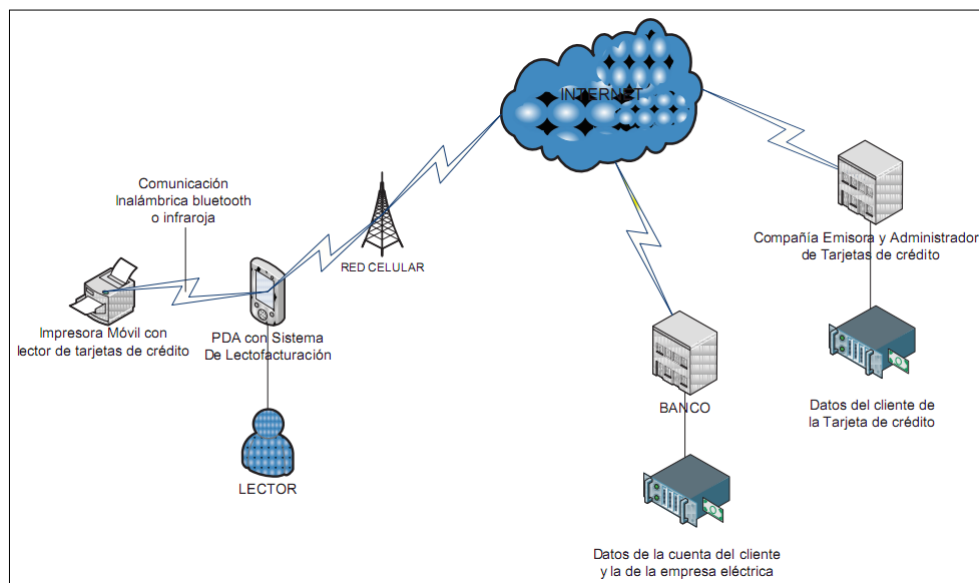 INTERNET
Comunicación
Inalámbrica bluetooth
o infraroja
RED CELULAR
Compañía Emisora y Administrador
de Tarjetas de crédito
Impresora Móvil con
lector de tarjetas de crédito
PDA con Sistema
De Lectofacturación
BANCO
Datos del cliente de
la Tarjeta de crédito
LECTOR
Datos de la cuenta del cliente
y la de la empresa eléctrica